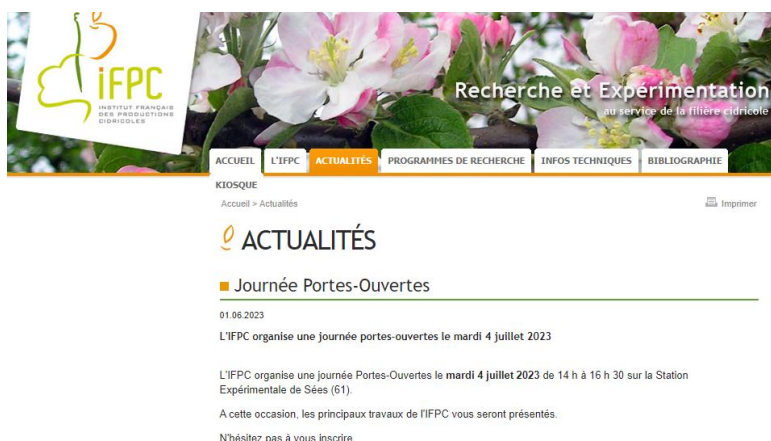 iFPC
INSTITUT FRANÇAIS
DES PRODUCTIONS
CIDRICOLES
Recherche et Expérimentation
au service de la filière cidricole
ACCUEIL L'IFPC ACTUALITÉS PROGRAMMES DE RECHERCHE INFOS TECHNIQUES BIBLIOGRAPHIE
KIOSQUE
Accueil > Actualités Imprimer
ACTUALITÉS
Journée Portes-Ouvertes
01.06.2023
L'IFPC organise une journée portes-ouvertes le mardi 4 juillet 2023
L'IFPC organise une journée Portes-Ouvertes le mardi 4 juillet 2023 de 14 h à 16 h 30 sur la Station
Expérimentale de Sées (61).
A cette occasion, les principaux travaux de l'IFPC vous seront présentés.
N'hésitez pas à vous inscrire